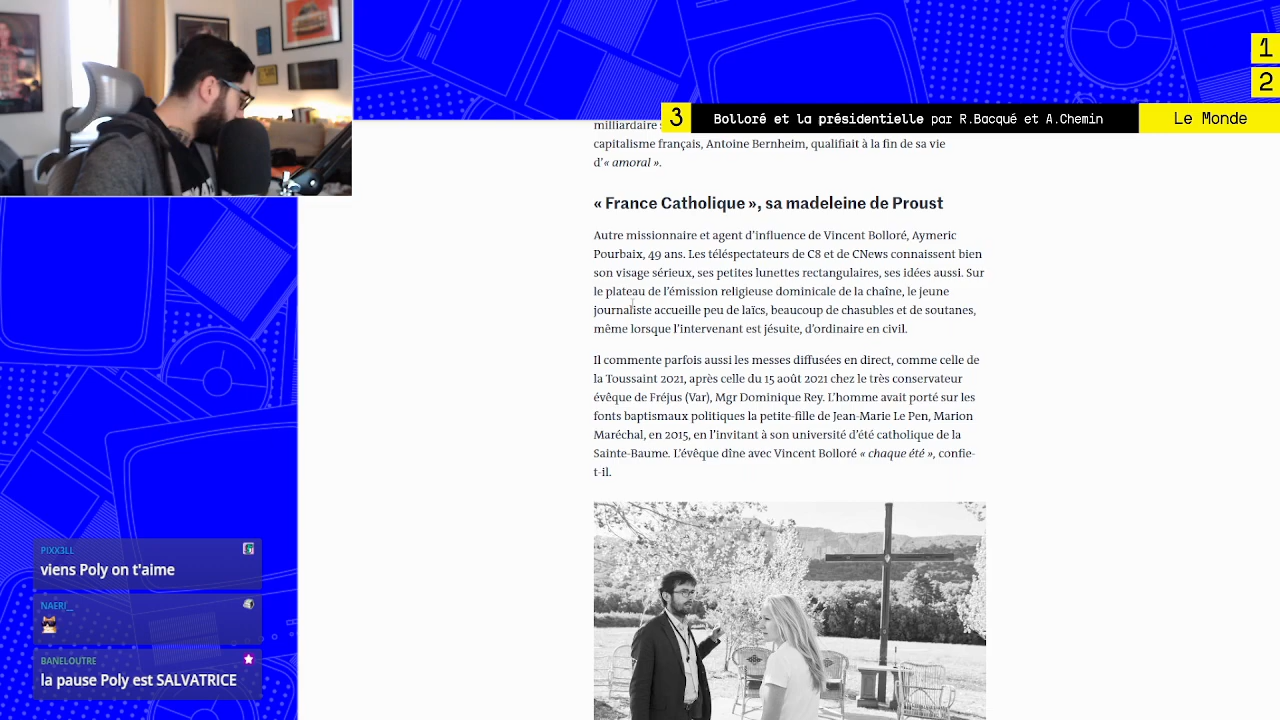 1
2
3 Bolloré et la présidentielle par R.Bacqué et A.Chemin Le Monde
milliardaire
capitalisme français, Antoine Bernheim, qualifiait à la fin de sa vie
d'« amoral ».
« France Catholique », sa madeleine de Proust
Autre missionnaire et agent d'influence de Vincent Bolloré, Aymeric
Pourbaix, 49 ans. Les téléspectateurs de C8 et de CNews connaissent bien
son visage sérieux, ses petites lunettes rectangulaires, ses idées aussi. Sur
le plateau de l'émission religieuse dominicale de la chaîne, le jeune
journaliste accueille peu de laïcs, beaucoup de chasubles et de soutanes,
même lorsque l'intervenant est jésuite, d'ordinaire en civil.
Il commente parfois aussi les messes diffusées en direct, comme celle de
la Toussaint 2021, après celle du 15 août 2021 chez le très conservateur
évêque de Fréjus (Var), Mgr Dominique Rey. L'homme avait porté sur les
fonts baptismaux politiques la petite-fille de Jean-Marie Le Pen, Marion
Maréchal, en 2015, en l'invitant à son université d'été catholique de la
Sainte-Baume. L'évêque dîne avec Vincent Bolloré « chaque été », confie-
t-il.
PIXX3LL
viens Poly on t'aime
NAERI_
BANELOUTRE
la pause Poly est SALVATRICE